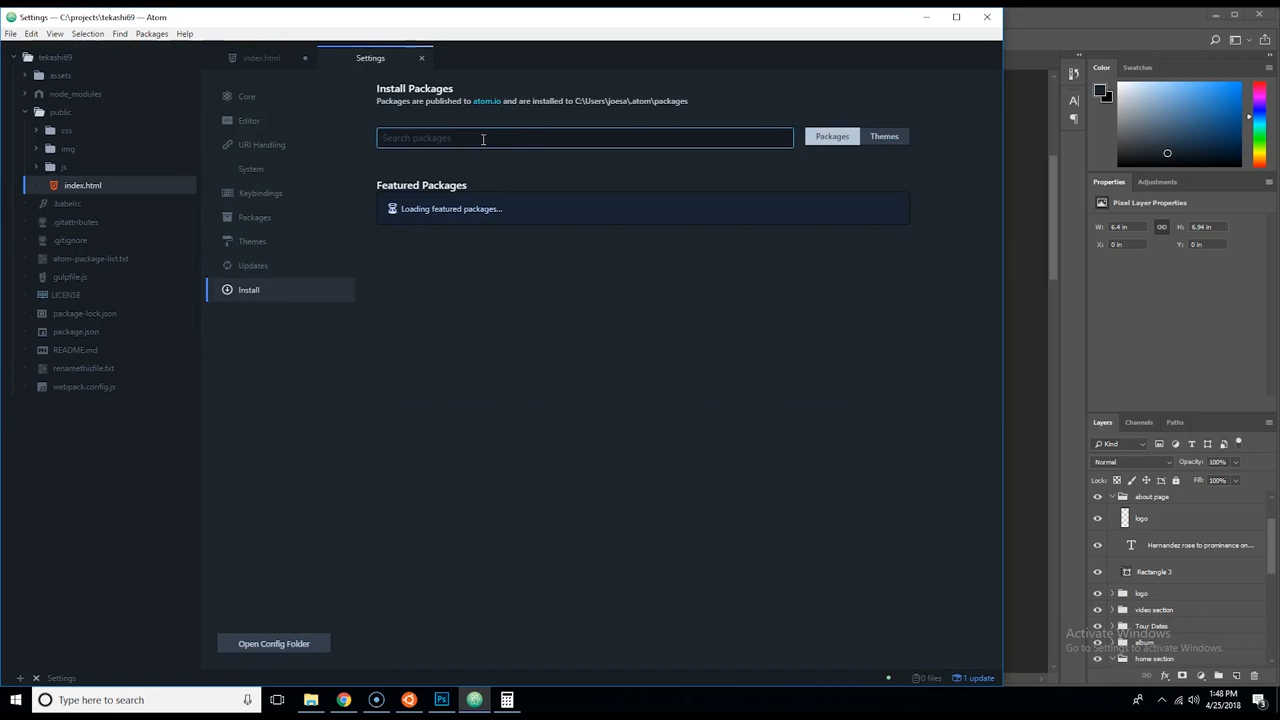 Settings — C:\projects\tekashi69 — Atom
File Edit View Selection Find Packages Help
tekashi69
assets
node_modules
public
css
img
js
index.html
.babelrc
.gitattributes
.gitignore
atom-package-list.txt
gulpfile.js
LICENSE
package-lock.json
package.json
README.md
renamethisfile.txt
webpack.config.js
index.html
Settings
Core
Editor
URI Handling
System
Keybindings
Packages
Themes
Updates
Install
Open Config Folder
Install Packages
Packages are published to atom.io and are installed to C:\Users\joesa\.atom\packages
Search packages
Packages Themes
Featured Packages
Loading featured packages...
Settings
0 files 1 update
Color Swatches
Properties Adjustments
Pixel Layer Properties
W: 6.4 in H: 6.94 in
X: 0 in Y: 0 in
Layers Channels Paths
Kind
Normal Opacity: 100%
Lock: Fill: 100%
about page
logo
T Hernandez rose to prominence on...
Rectangle 3
logo
video section
Tour Dates
album
home section
Activate Windows
Go to Settings to activate Windows.
Type here to search
1:48 PM
4/25/2018